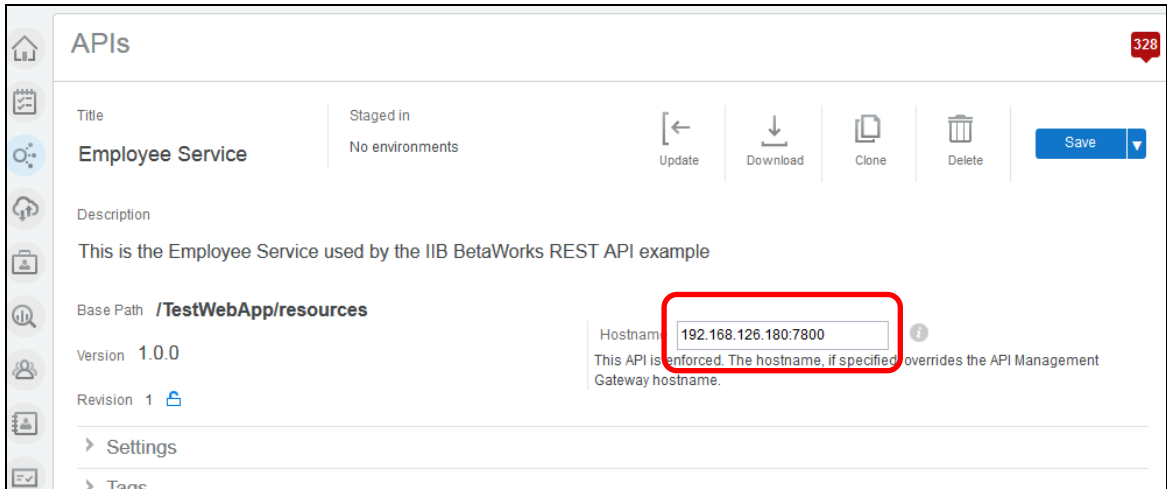 APIs
328
Title
Employee Service
Staged in
No environments
Update
Download
Clone
Delete
Save
Description
This is the Employee Service used by the IIB BetaWorks REST API example
Base Path /TestWebApp/resources
Version 1.0.0
Revision 1
Hostname 192.168.126.180:7800
This API is enforced. The hostname, if specified, overrides the API Management
Gateway hostname.
Settings
Tags